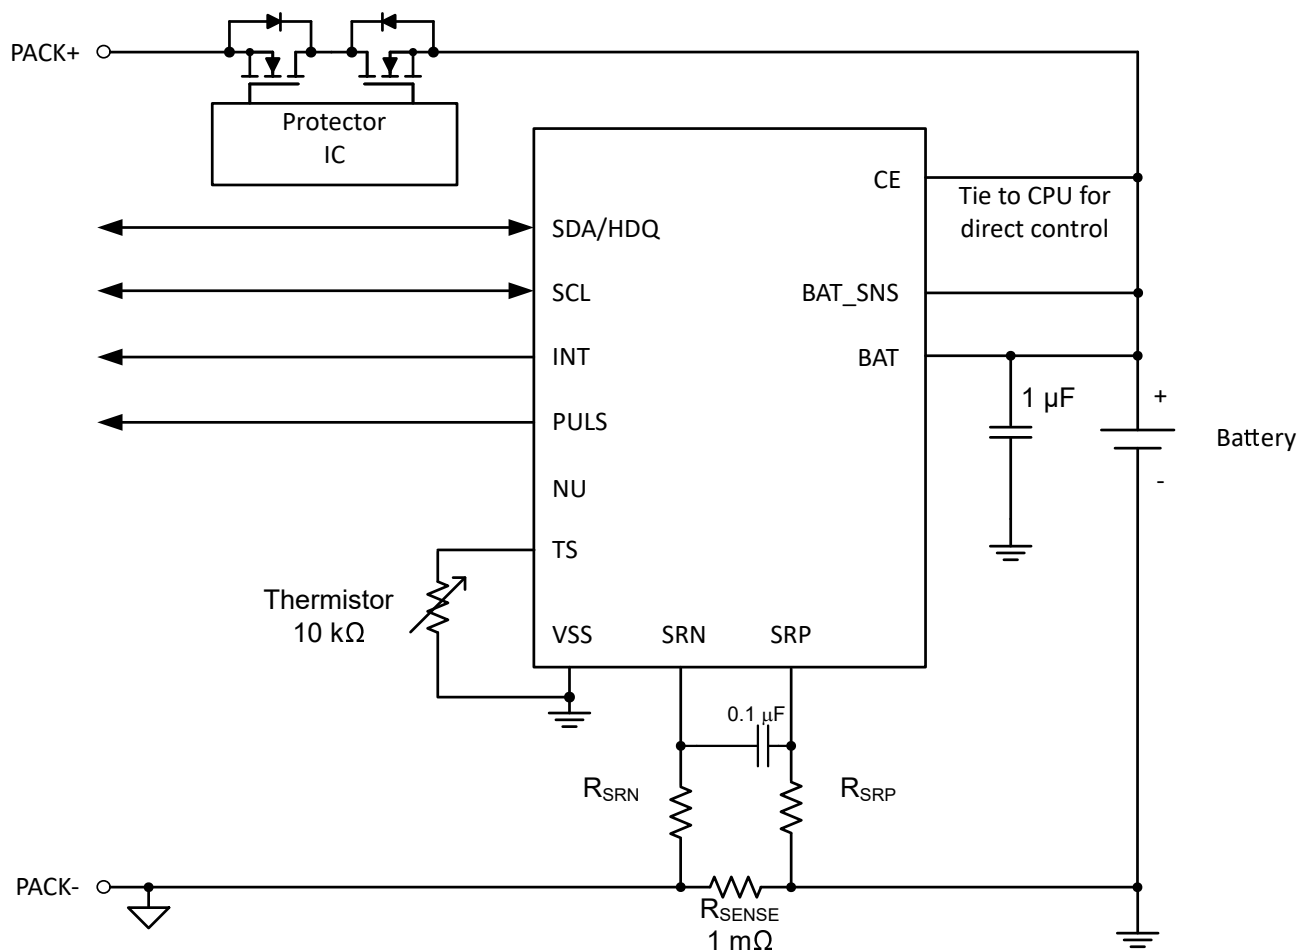 PACK+
Protector
IC
CE
Tie to CPU for
direct control
SDA/HDQ
SCL
BAT_SNS
INT
BAT
1 µF
+
PULS
Battery
-
NU
TS
Thermistor
10 kΩ
VSS
SRN
SRP
0.1 µF
RSRN
RSRP
PACK-
RSENSE
1 mΩ